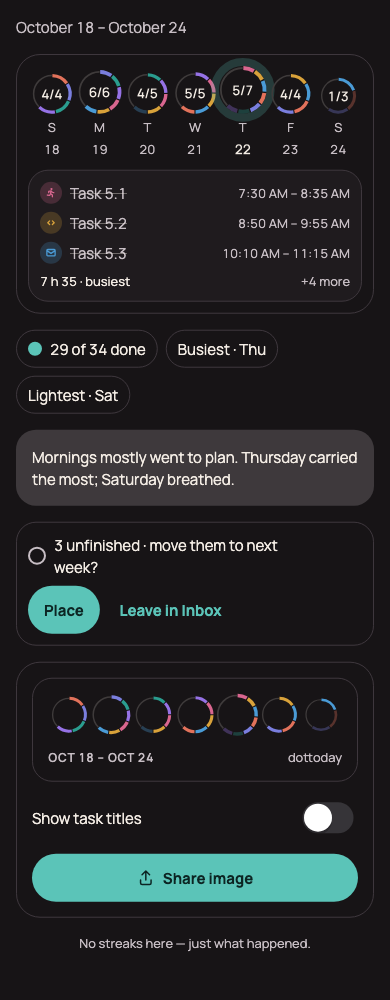 October 18 – October 24
4/4 6/6 4/5 5/5 5/7 4/4 1/3
S M T W T F S
18 19 20 21 22 23 24
Task 5.1 7:30 AM – 8:35 AM
Task 5.2 8:50 AM – 9:55 AM
Task 5.3 10:10 AM – 11:15 AM
7 h 35 · busiest +4 more
29 of 34 done Busiest · Thu
Lightest · Sat
Mornings mostly went to plan. Thursday carried
the most; Saturday breathed.
3 unfinished · move them to next
week?
Place Leave in Inbox
OCT 18 – OCT 24 dottoday
Show task titles
Share image
No streaks here — just what happened.